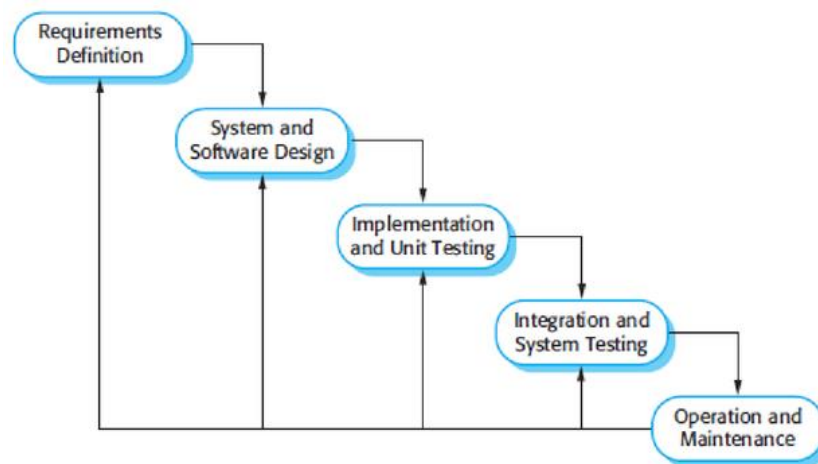 Requirements
Definition
System and
Software Design
Implementation
and Unit Testing
Integration and
System Testing
Operation and
Maintenance